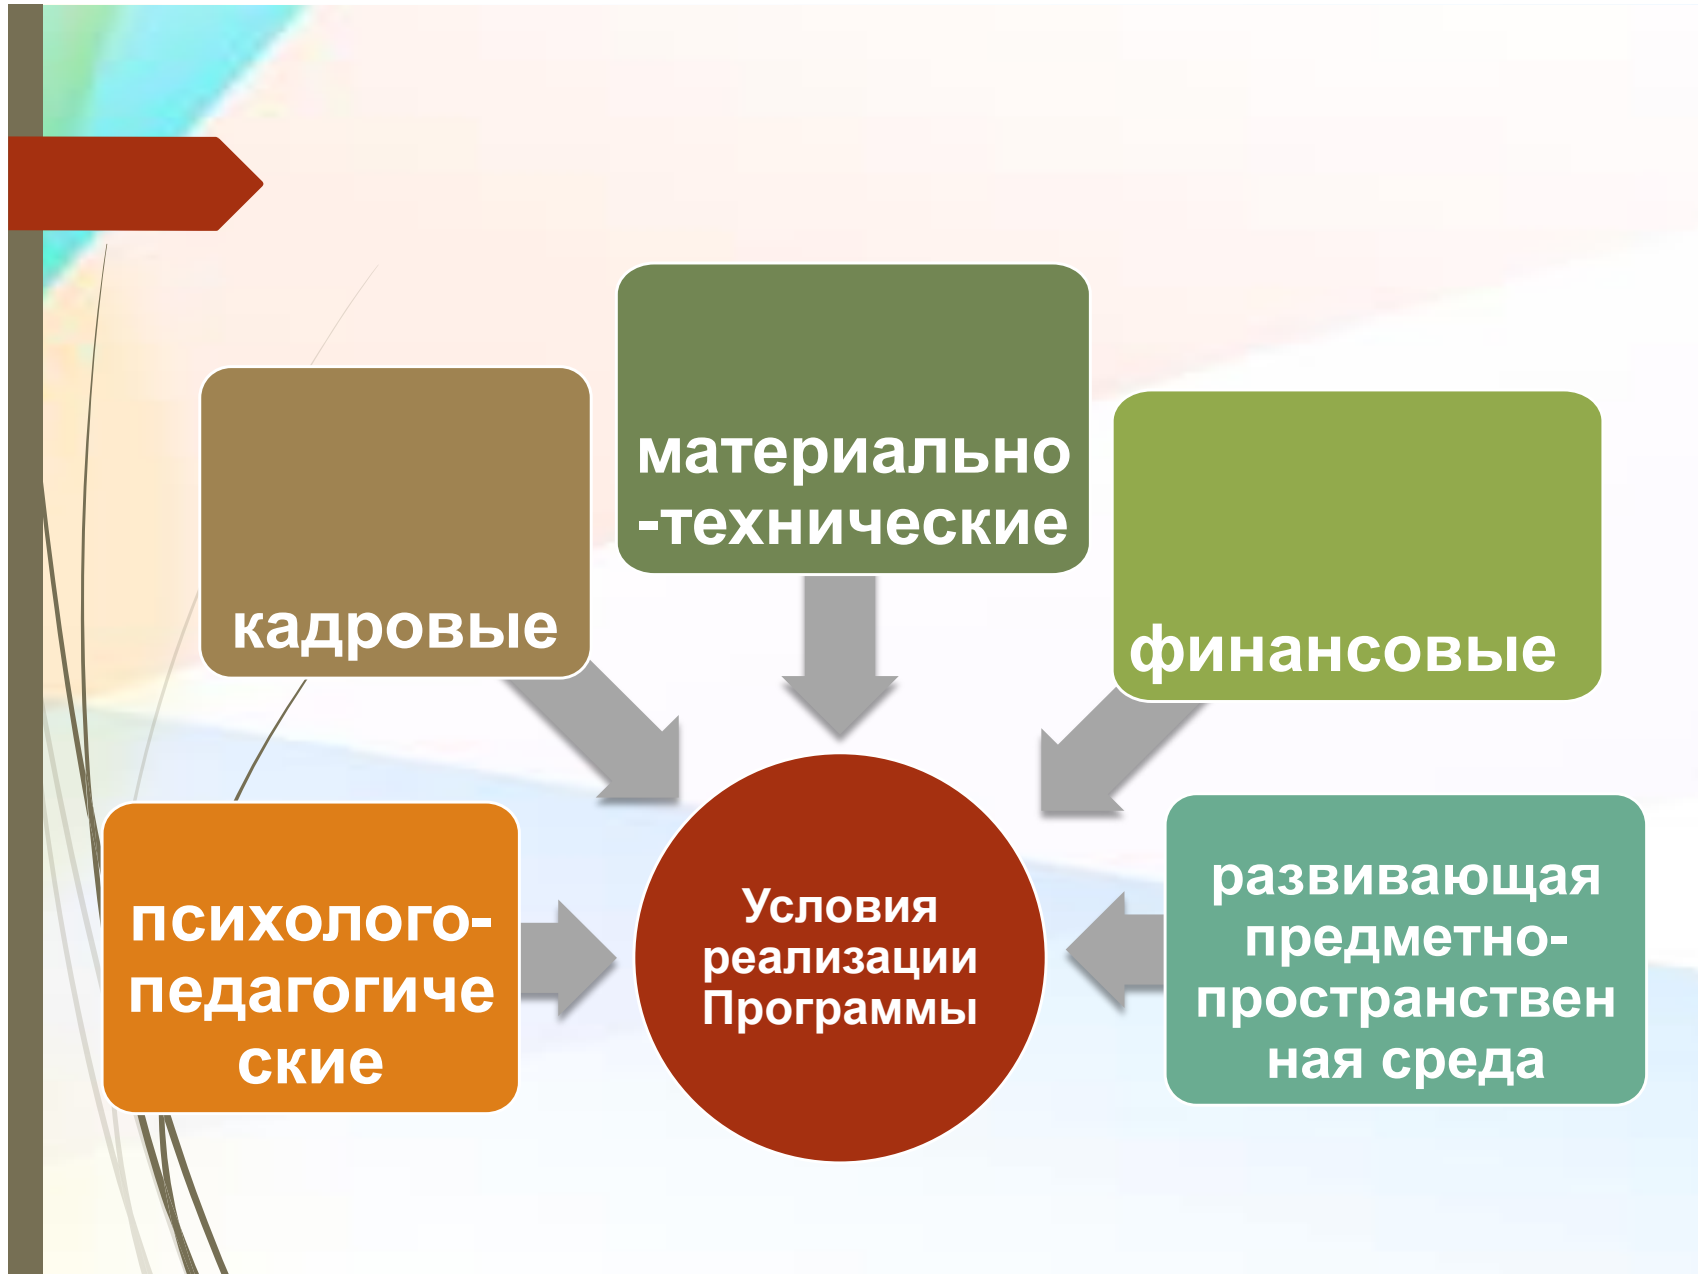 материально
-технические
кадровые
финансовые
психолого-
педагогиче
ские
Условия
реализации
Программы
развивающая
предметно-
пространствен
ная среда